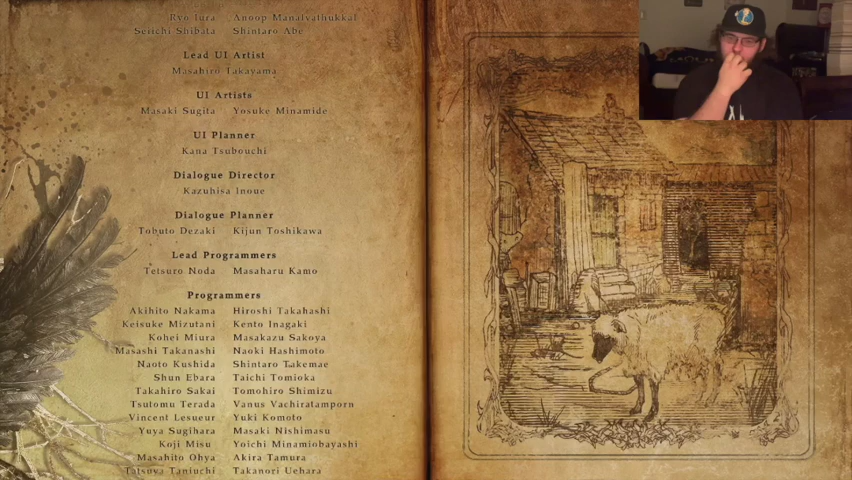 Ryo Iura Anoop Manalvathukkal
Seiichi Shibata Shintaro Abe
Lead UI Artist
Masahiro Takayama
UI Artists
Masaki Sugita Yosuke Minamide
UI Planner
Kana Tsubouchi
Dialogue Director
Kazuhisa Inoue
Dialogue Planner
Tobuto Dezaki Kijun Toshikawa
Lead Programmers
Tetsuro Noda Masaharu Kamo
Programmers
Akihito Nakama Hiroshi Takahashi
Keisuke Mizutani Kento Inagaki
Kohei Miura Masakazu Sakoya
Masashi Takanashi Naoki Hashimoto
Naoto Kushida Shintaro Takemae
Shun Ebara Taichi Tomioka
Takahiro Sakai Tomohiro Shimizu
Tsutomu Terada Vanus Vachiratamporn
Vincent Lesueur Yuki Komoto
Yuya Sugihara Masaki Nishimasu
Koji Misu Yoichi Minamiobayashi
Masahito Ohya Akira Tamura
Tatsuya Taniuchi Takanori Uehara